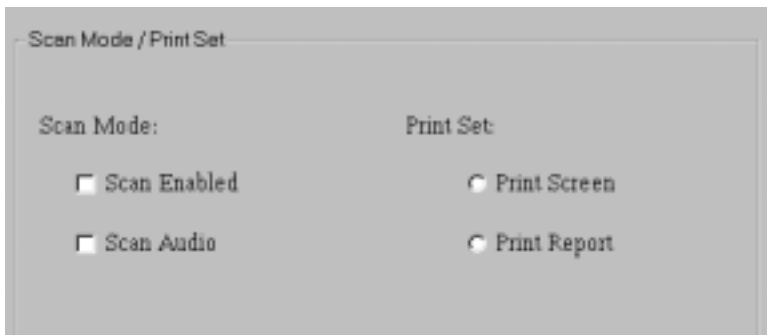 Scan Mode / Print Set
Scan Mode:
Print Set:
Scan Enabled
Print Screen
Scan Audio
Print Report